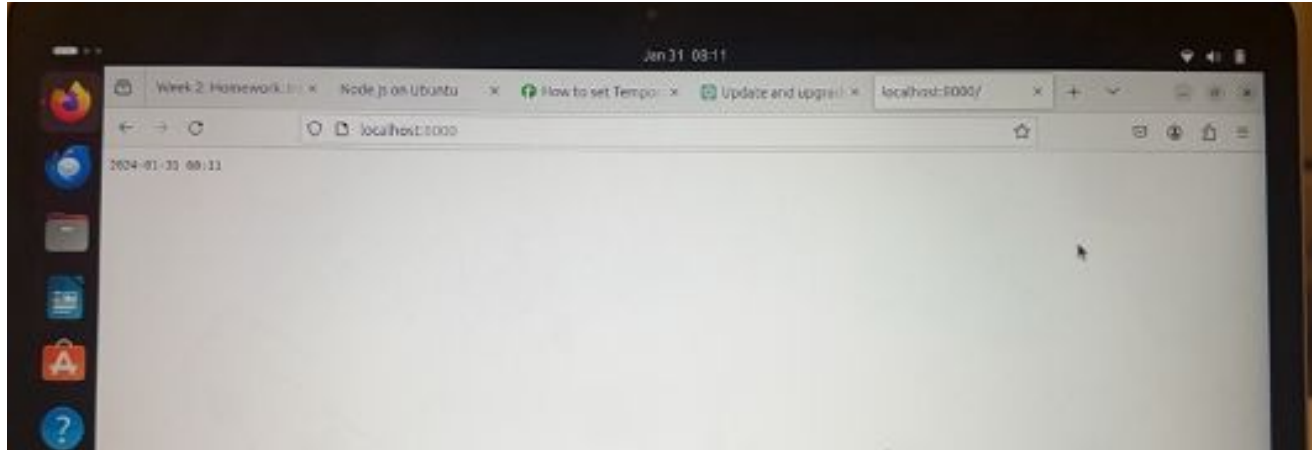 Jan 31 08:11
Week 2: Homework
Node.js on Ubuntu
How to set Tempor
Update and upgrad
localhost:8000/
localhost:8000
2024-01-31 08:11